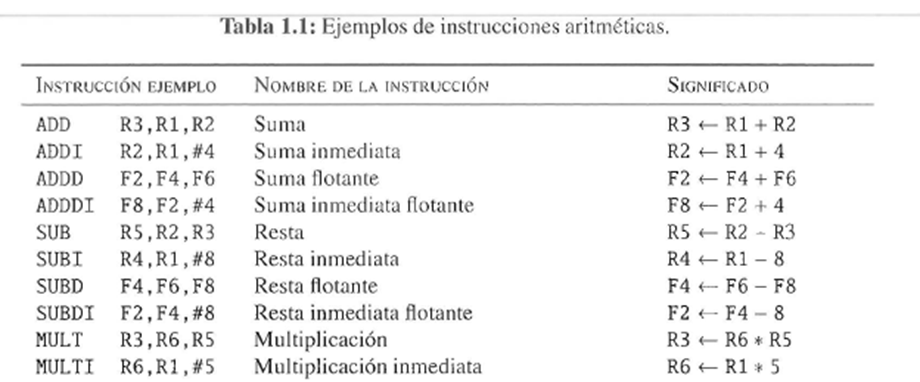 Tabla 1.1: Ejemplos de instrucciones aritméticas.
INSTRUCCIÓN EJEMPLO NOMBRE DE LA INSTRUCCIÓN SIGNIFICADO
ADD R3,R1,R2 Suma R3 ← R1 + R2
ADDI R2,R1,#4 Suma inmediata R2 ← R1 + 4
ADDD F2,F4,F6 Suma flotante F2 ← F4 + F6
ADDDI F8,F2,#4 Suma inmediata flotante F8 ← F2 + 4
SUB R5,R2,R3 Resta R5 ← R2 − R3
SUBI R4,R1,#8 Resta inmediata R4 ← R1 − 8
SUBD F4,F6,F8 Resta flotante F4 ← F6 − F8
SUBDI F2,F4,#8 Resta inmediata flotante F2 ← F4 − 8
MULT R3,R6,R5 Multiplicación R3 ← R6 * R5
MULTI R6,R1,#5 Multiplicación inmediata R6 ← R1 * 5